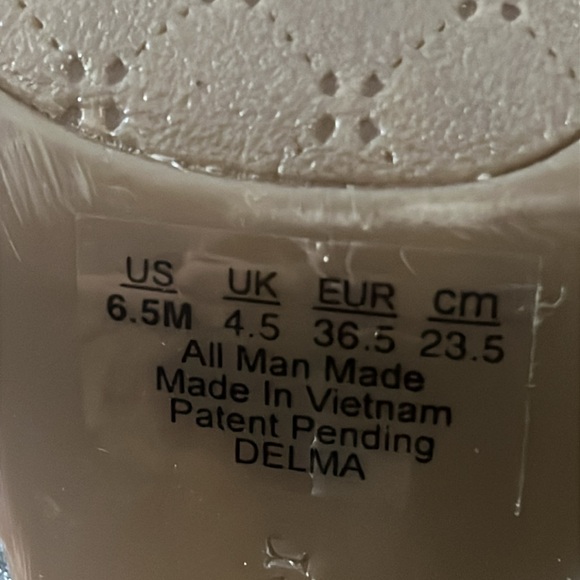 US UK EUR cm
6.5M 4.5 36.5 23.5
All Man Made
Made In Vietnam
Patent Pending
DELMA